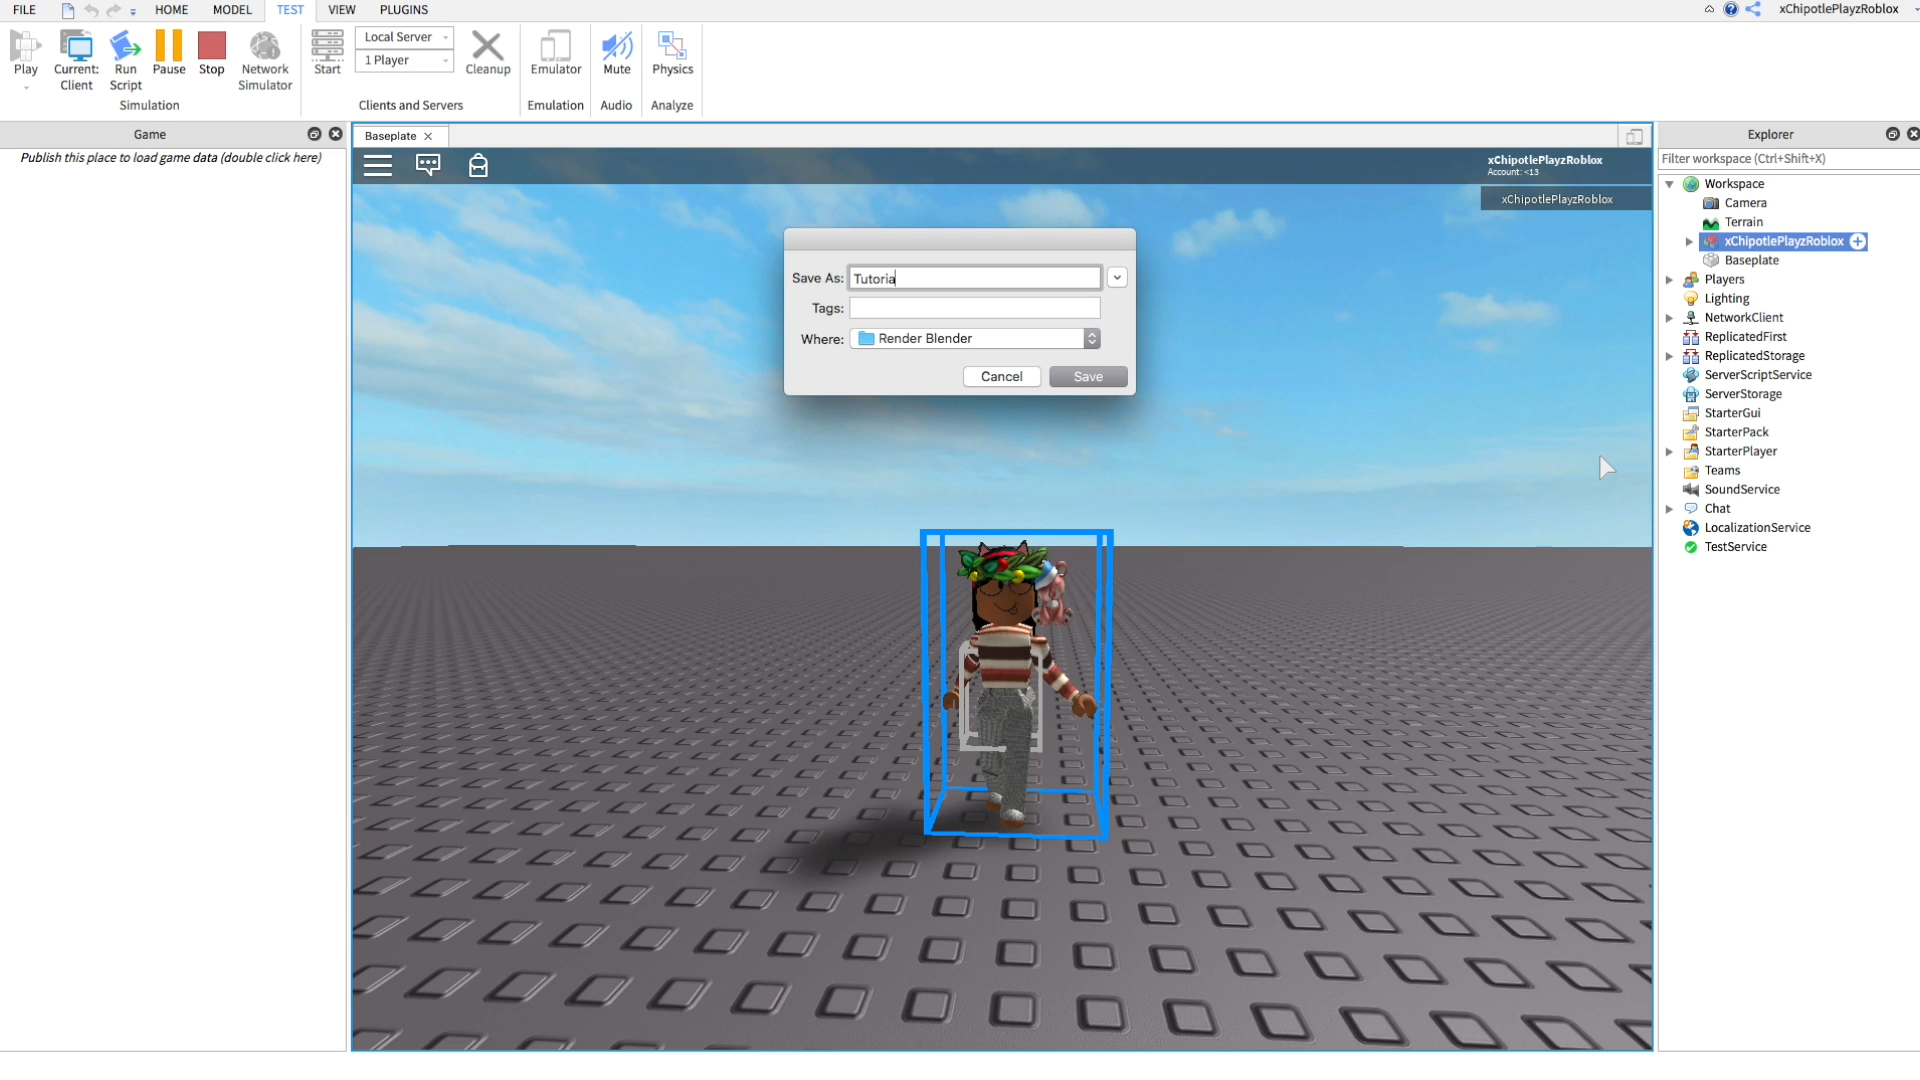 FILE HOME MODEL TEST VIEW PLUGINS xChipotlePlayzRoblox
Play Current: Client Run Script Pause Stop Network Simulator
Simulation
Start Local Server 1 Player Cleanup
Clients and Servers
Emulator
Emulation
Mute
Audio
Physics
Analyze
Game
Publish this place to load game data (double click here)
Baseplate
xChipotlePlayzRoblox
Account: <13
xChipotlePlayzRoblox
Save As: Tutoria
Tags:
Where: Render Blender
Cancel Save
Explorer
Filter workspace (Ctrl+Shift+X)
Workspace
Camera
Terrain
xChipotlePlayzRoblox
Baseplate
Players
Lighting
NetworkClient
ReplicatedFirst
ReplicatedStorage
ServerScriptService
ServerStorage
StarterGui
StarterPack
StarterPlayer
Teams
SoundService
Chat
LocalizationService
TestService